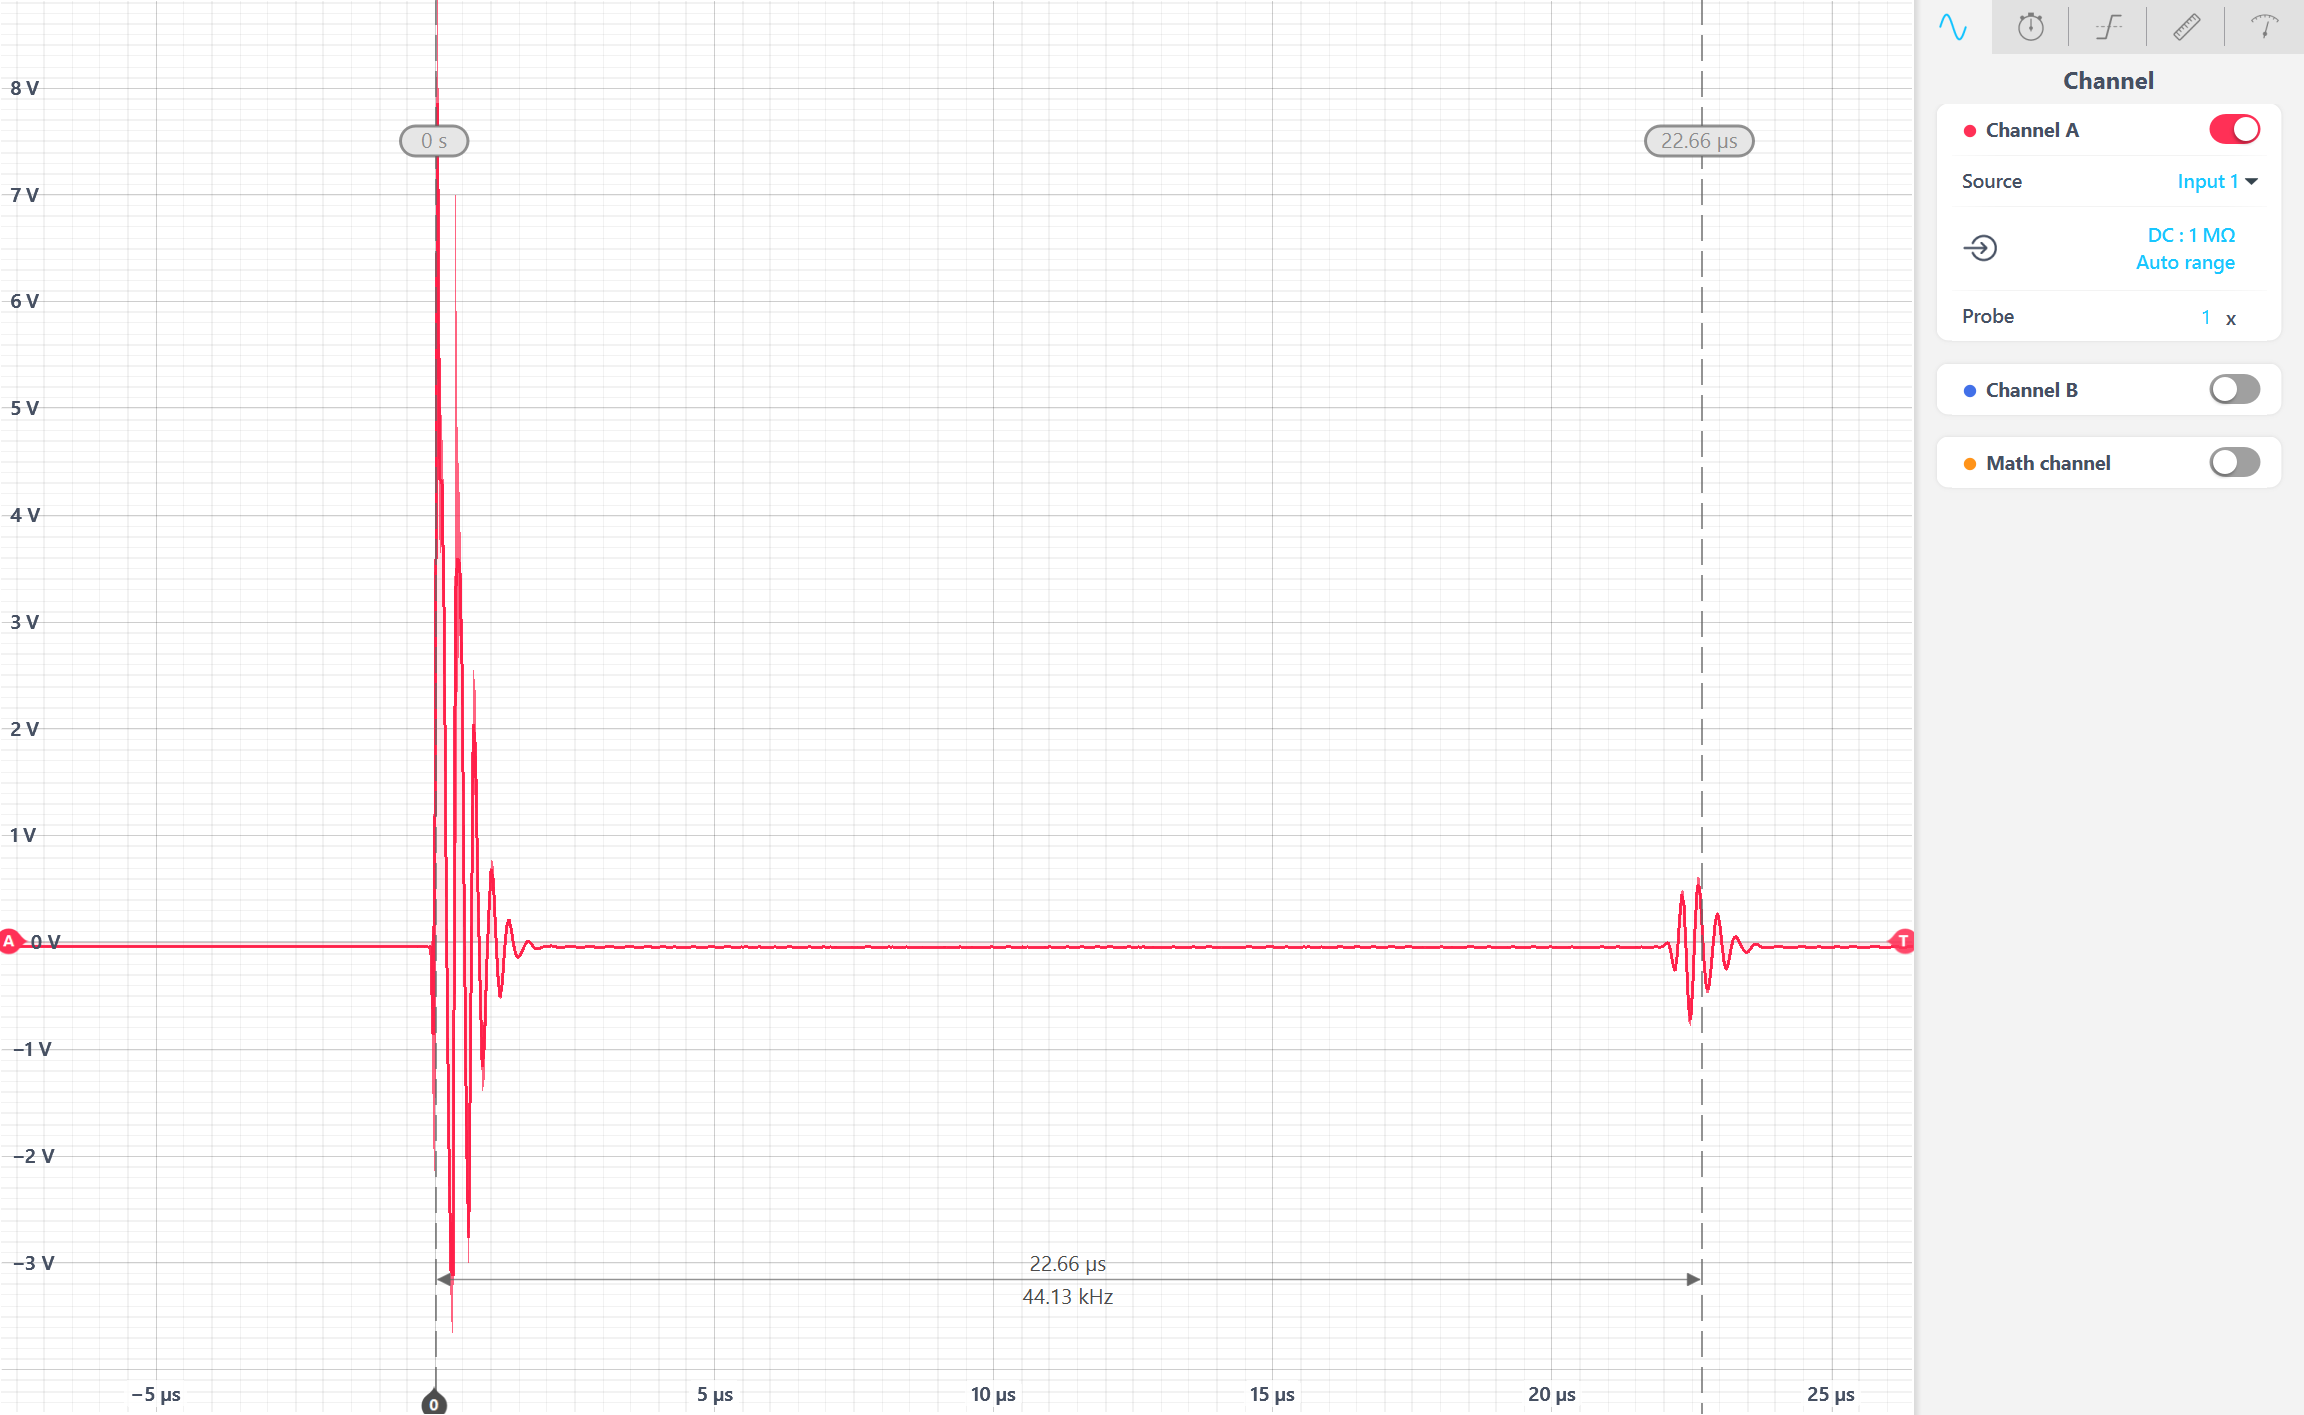 8 V
7 V
6 V
5 V
4 V
3 V
2 V
1 V
A 0 V T
−1 V
−2 V
−3 V
0 s
22.66 µs
22.66 µs
44.13 kHz
−5 µs 0 5 µs 10 µs 15 µs 20 µs 25 µs
Channel
Channel A
Source Input 1
DC : 1 MΩ
Auto range
Probe 1 x
Channel B
Math channel